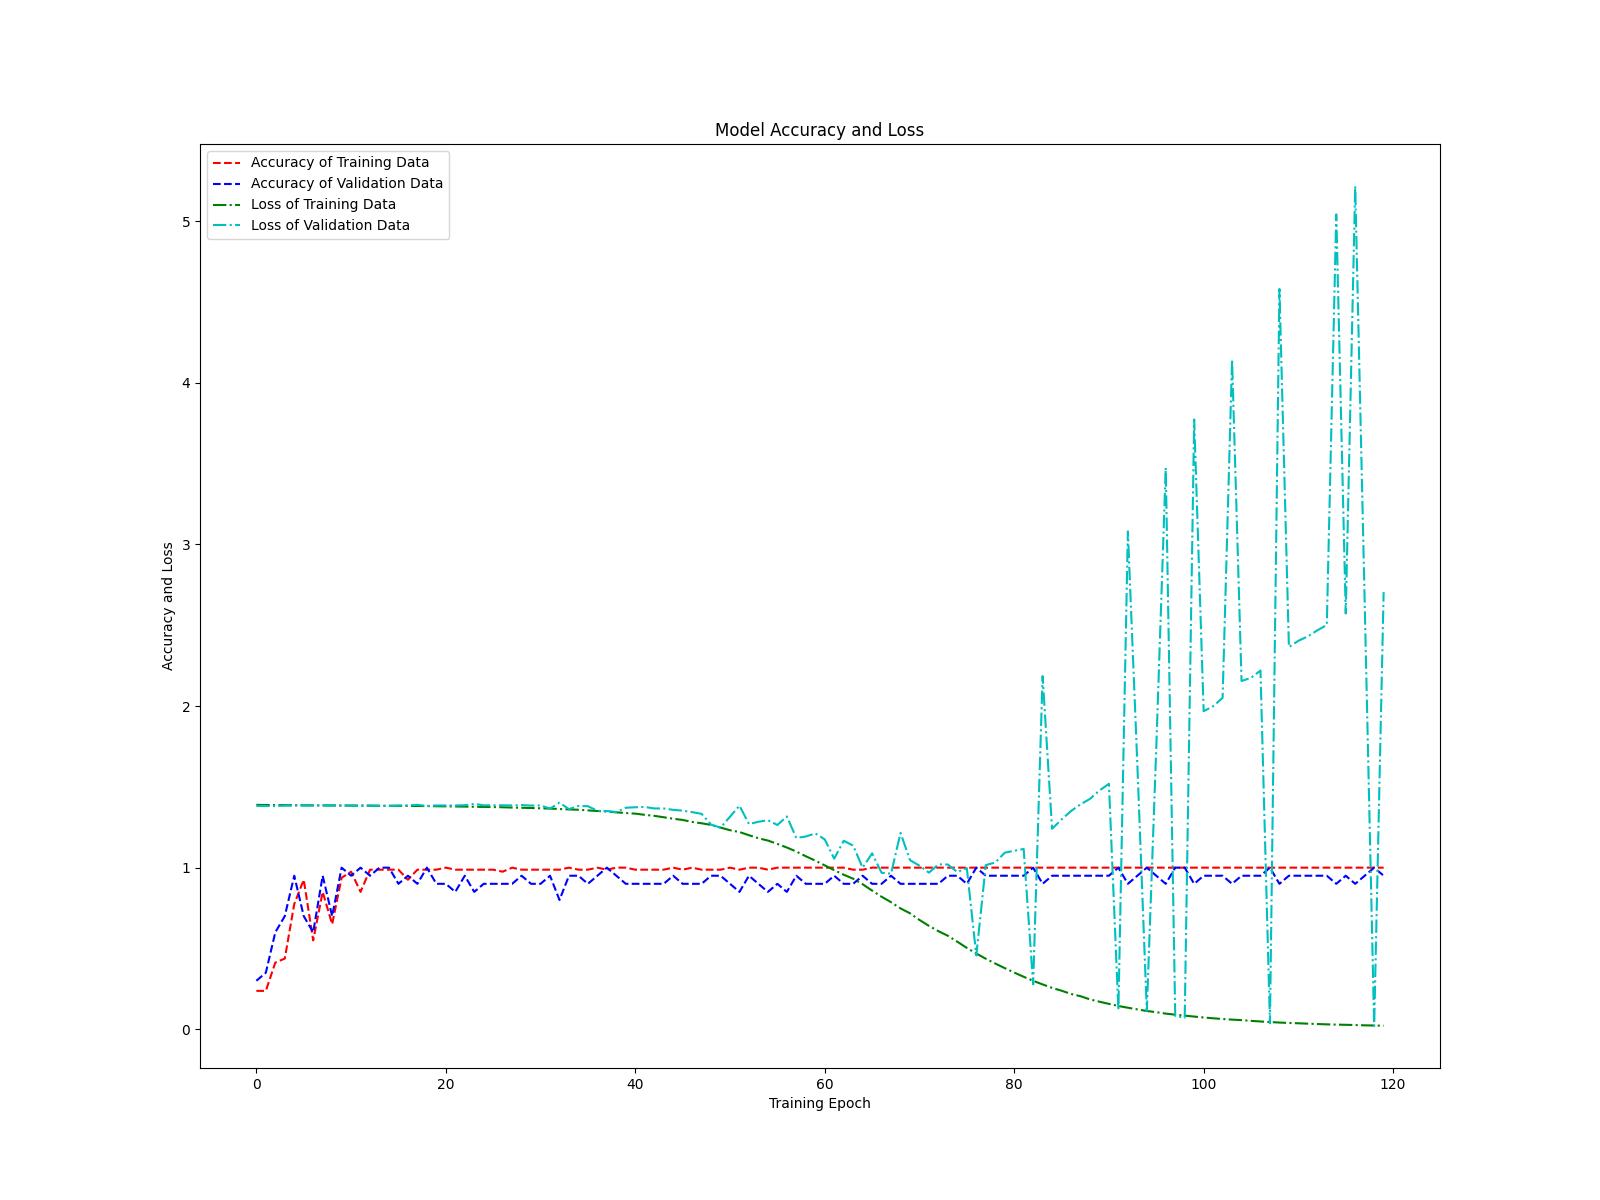 Model Accuracy and Loss
Accuracy of Training Data
Accuracy of Validation Data
Loss of Training Data
Loss of Validation Data
5
4
3
2
1
0
Accuracy and Loss
0 20 40 60 80 100 120
Training Epoch